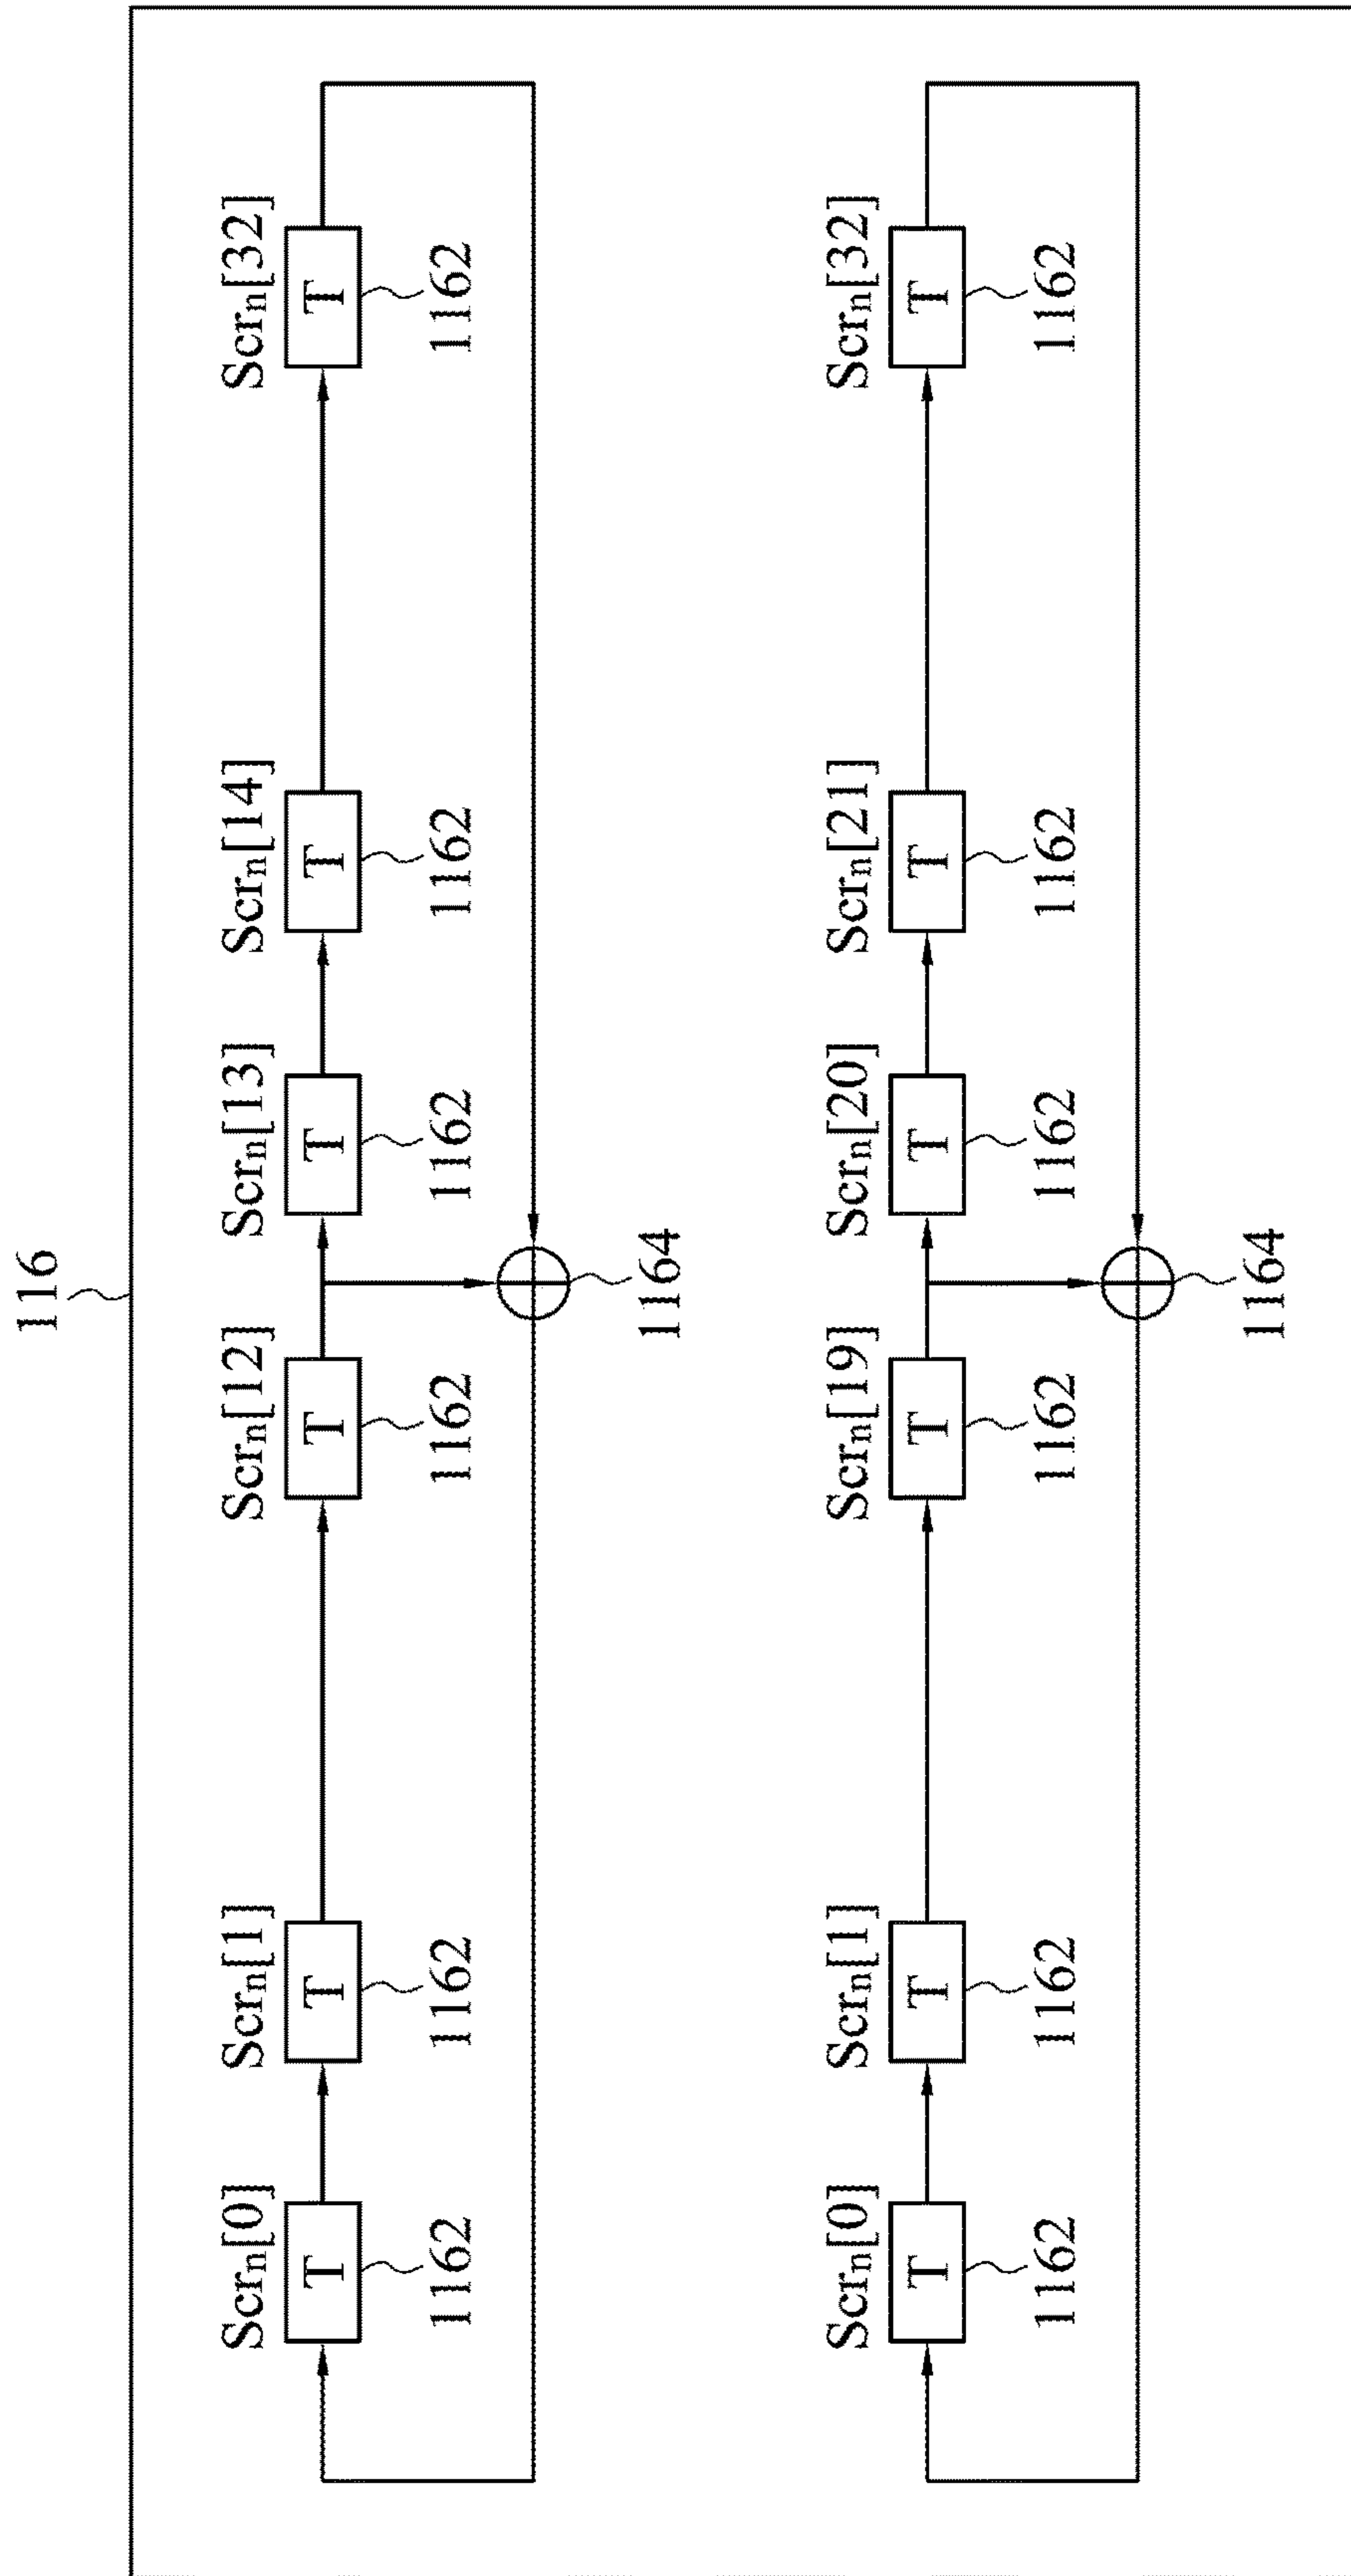 116
Scrn[0] Scrn[1] Scrn[12] Scrn[13] Scrn[14] Scrn[32]
T T T T T T
1162 1162 1162 1162 1162 1162
1164
Scrn[0] Scrn[1] Scrn[19] Scrn[20] Scrn[21] Scrn[32]
T T T T T T
1162 1162 1162 1162 1162 1162
1164